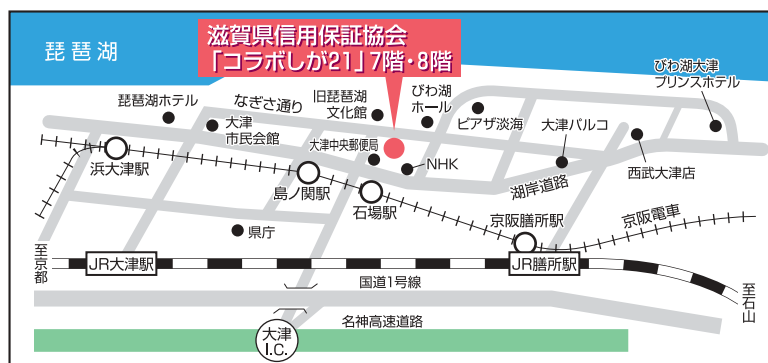 琵琶湖
滋賀県信用保証協会
「コラボしが21」7階・8階
びわ湖大津
プリンスホテル
琵琶湖ホテル
なぎさ通り
旧琵琶湖
文化館
びわ湖
ホール
ピアザ淡海
大津
市民会館
大津中央郵便局
大津パルコ
NHK
西武大津店
浜大津駅
島ノ関駅
石場駅
湖岸道路
京阪膳所駅
京阪電車
県庁
至京都
JR大津駅
JR膳所駅
国道1号線
至石山
名神高速道路
大津
I.C.